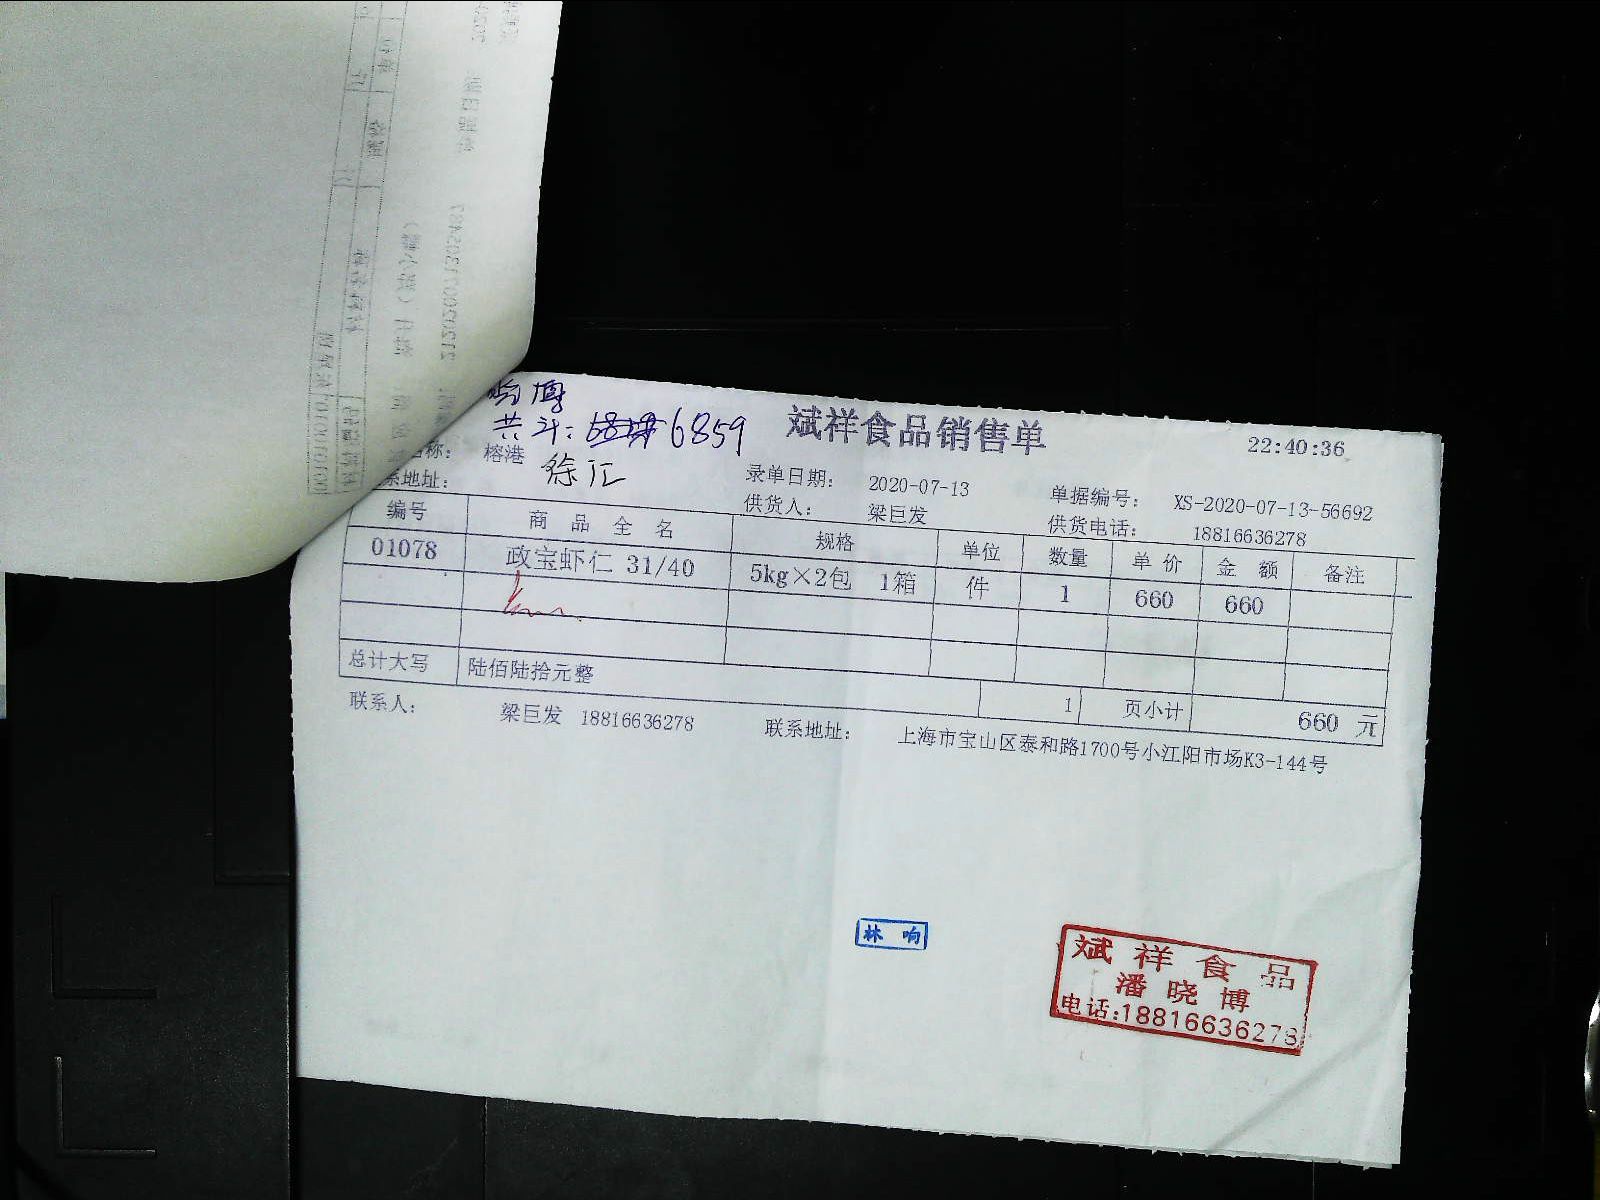 共斗: 6859
斌祥食品销售单
22:40:36
称: 榕港
徐汇
系地址:
录单日期: 2020-07-13
单据编号: XS-2020-07-13-56692
供货人: 梁巨发
供货电话: 18816636278
编号 商品全名 规格 单位 数量 单价 金额 备注
01078 政宝虾仁 31/40 5kg×2包 1箱 件 1 660 660
总计大写 陆佰陆拾元整 1 页小计 660 元
联系人: 梁巨发 18816636278 联系地址: 上海市宝山区泰和路1700号小江阳市场K3-144号
林响
斌祥食品
潘晓博
电话:18816636278